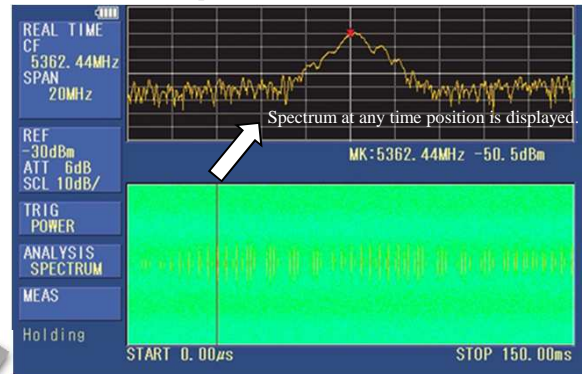 REAL TIME
CF
5362.44MHz
SPAN
20MHz
REF
-30dBm
ATT 6dB
SCL 10dB/
TRIG
POWER
ANALYSIS
SPECTRUM
MEAS
Holding
Spectrum at any time position is displayed.
MK:5362.44MHz -50.5dBm
START 0.00µs
STOP 150.00ms